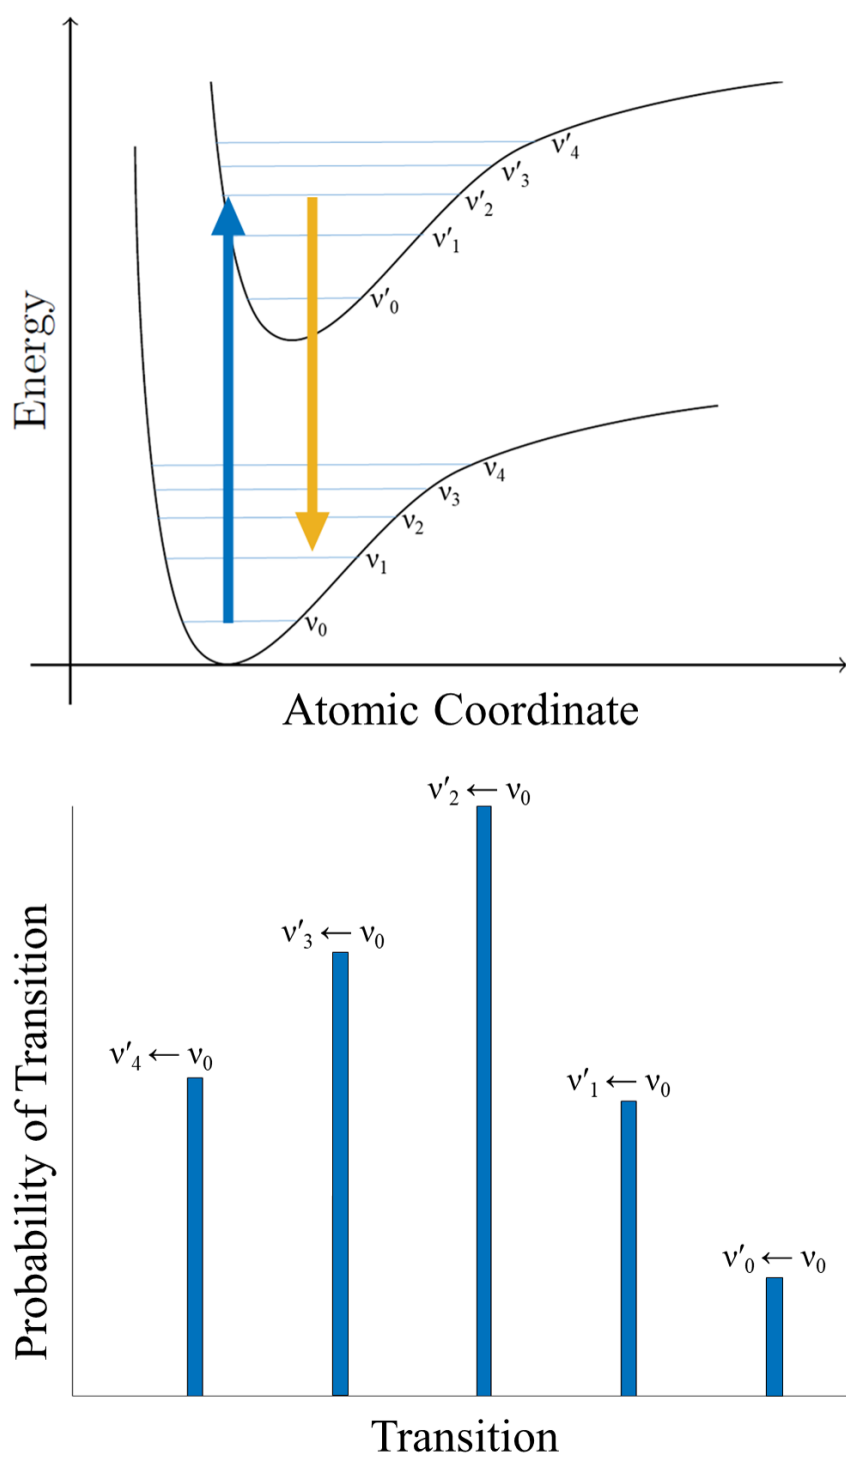 Energy
ν′4
ν′3
ν′2
ν′1
ν′0
ν4
ν3
ν2
ν1
ν0
Atomic Coordinate
Probability of Transition
ν′2 ← ν0
ν′3 ← ν0
ν′4 ← ν0
ν′1 ← ν0
ν′0 ← ν0
Transition